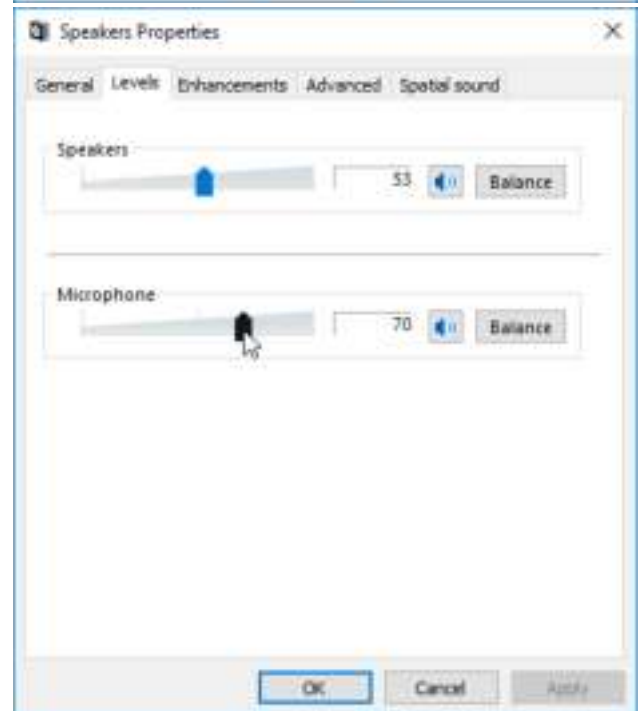 Speakers Properties
General Levels Enhancements Advanced Spatial sound
Speakers
53 Balance
Microphone
70 Balance
OK Cancel Apply